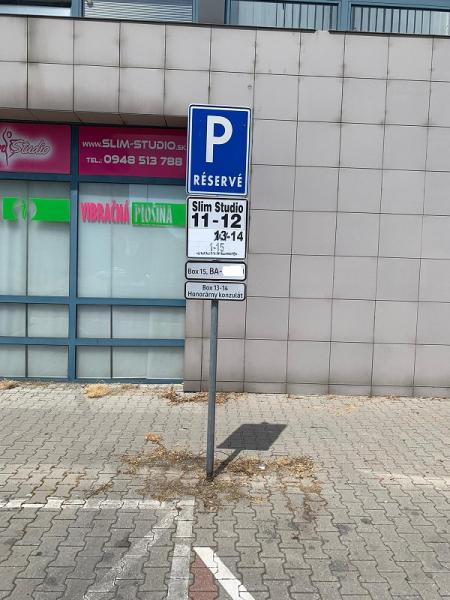 Studio
WWW.SLIM-STUDIO.SK
TEL.: 0948 513 788
VIBRAČNÁ PLOŠINA
P
RÉSERVÉ
Slim Studio
11-12
13-14
1-15
Box 15, BA-
Box 13-14
Honorárny konzulát